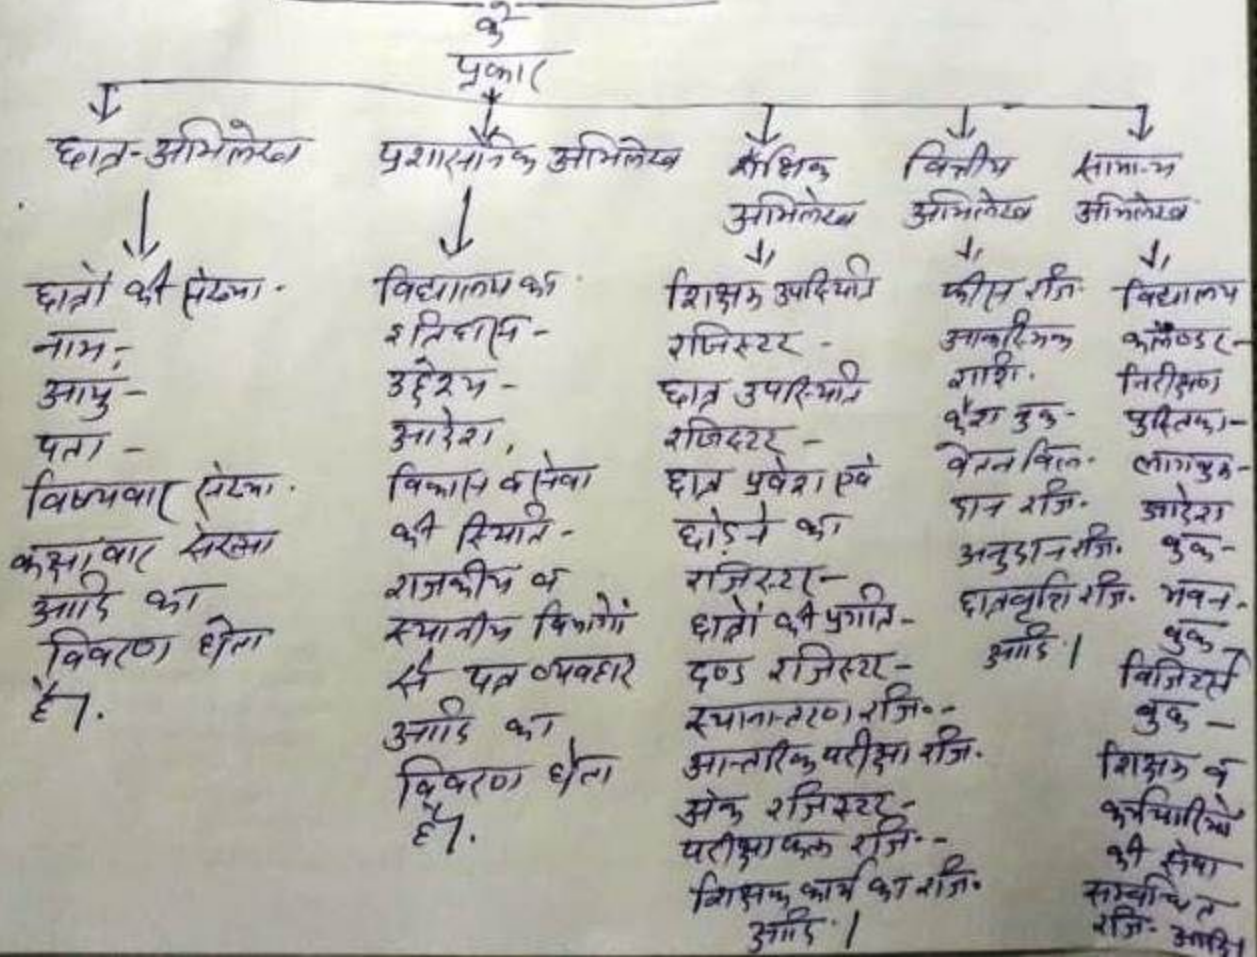 के
प्रकार
छात्र-अभिलेख
छात्रों की संख्या.
नाम,-
आयु-
पता -
विषयवार संख्या.
कक्षावार संख्या
आदि का
विवरण होता
है।.
प्रशासनिक अभिलेख
विद्यालय का
इतिहास-
उद्देश्य-
आदेश,
विकास व सेवा
की स्थिति-
राजकीय व
स्थानीय विभागों
से पत्र व्यवहार
आदि का
विवरण होता
है।.
शैक्षिक
अभिलेख
शिक्षक उपस्थिति
रजिस्टर -
छात्र उपस्थिति
रजिस्टर -
छात्र प्रवेश एवं
छोड़ने का
रजिस्टर-
छात्रों की प्रगति-
दण्ड रजिस्टर-
स्थानान्तरण रजि.-
आन्तरिक परीक्षा रजि.
अंक रजिस्टर-
परीक्षाफल रजि.-
शिक्षक कार्य का रजि.
आदि।
वित्तीय
अभिलेख
फीस रजि.
आकस्मिक
राशि.
कैश बुक-
वेतन बिल.
दान रजि.
अनुदान रजि.
छात्रवृत्ति रजि.
आदि।
सामान्य
अभिलेख
विद्यालय
कलैण्डर-
निरीक्षण
पुस्तिका-
लागबुक-
आदेश
बुक-
भवन-
बुक
विजिटर्स
बुक-
शिक्षक व
कर्मचारियों
की सेवा
सम्बन्धित
रजि. आदि।